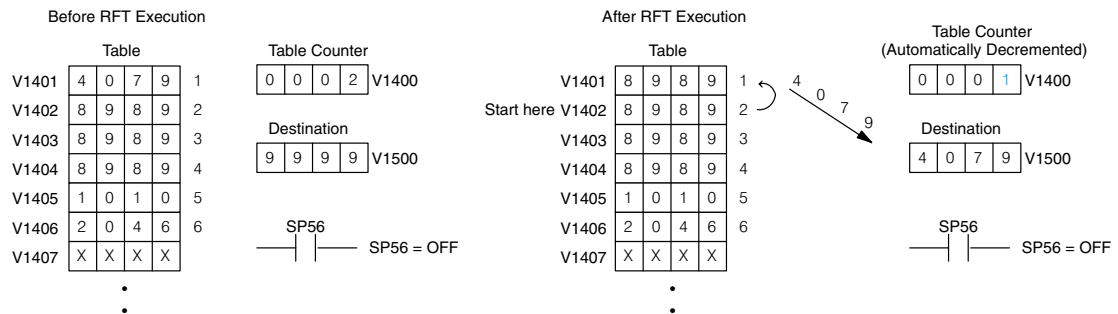 Before RFT Execution
Table
Table Counter
V1401 4 0 7 9 1
0 0 0 2 V1400
V1402 8 9 8 9 2
Destination
V1403 8 9 8 9 3
9 9 9 9 V1500
V1404 8 9 8 9 4
V1405 1 0 1 0 5
V1406 2 0 4 6 6
SP56
SP56 = OFF
V1407 X X X X
After RFT Execution
Table
Table Counter
(Automatically Decremented)
V1401 8 9 8 9 1
4 0 7 9
0 0 0 1 V1400
Start here V1402 8 9 8 9 2
Destination
V1403 8 9 8 9 3
4 0 7 9 V1500
V1404 8 9 8 9 4
V1405 1 0 1 0 5
V1406 2 0 4 6 6
SP56
SP56 = OFF
V1407 X X X X